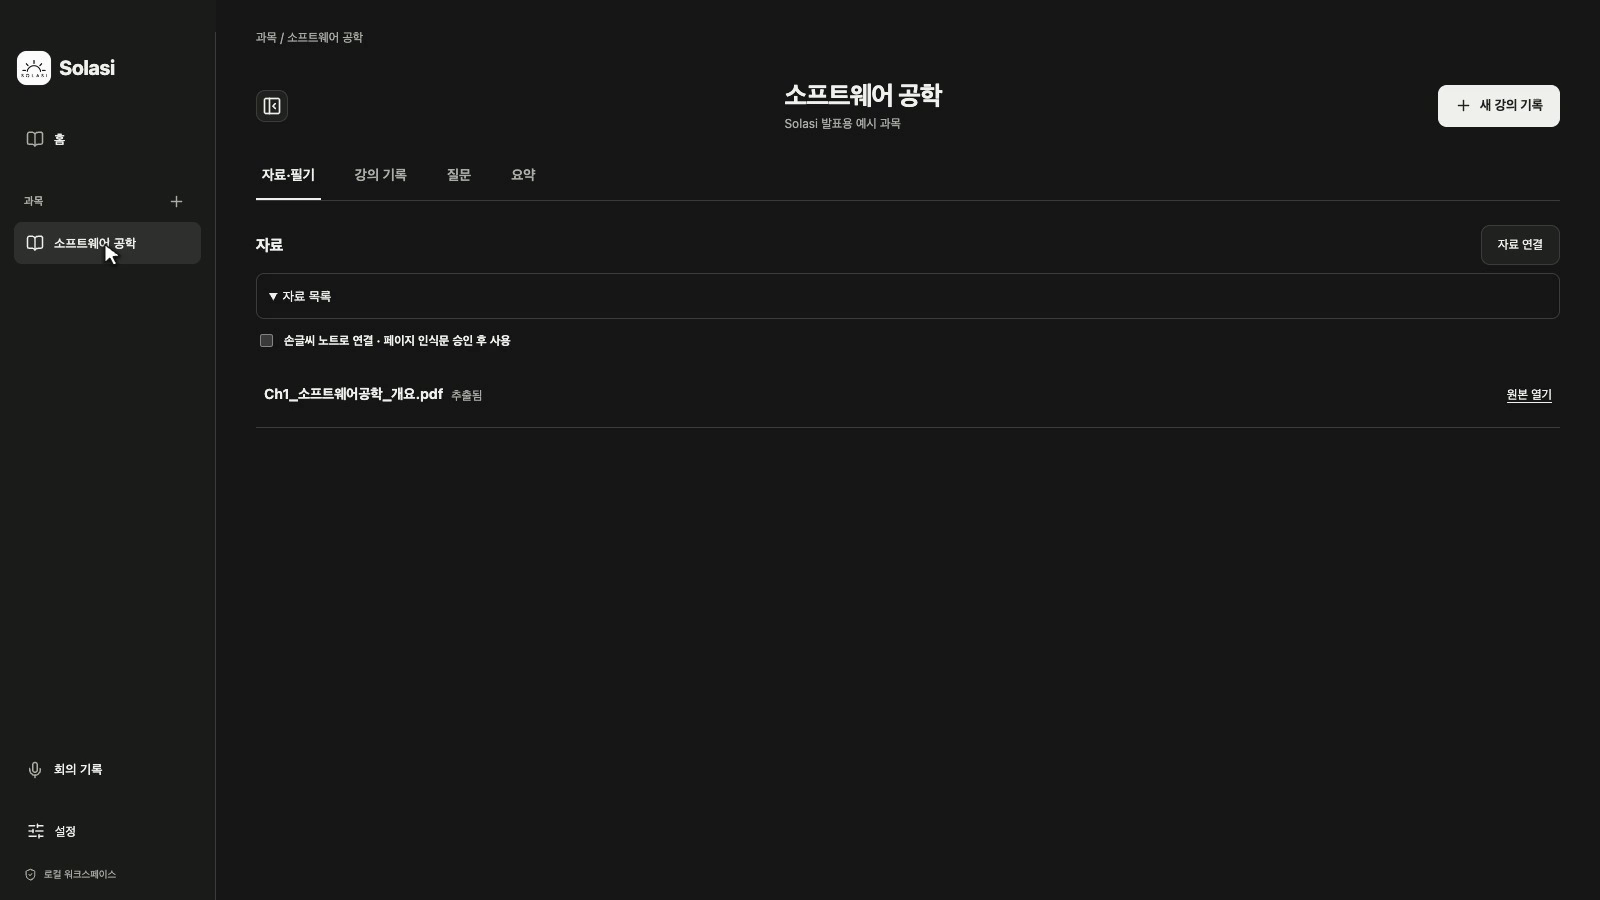 SOLASI
Solasi
홈
과목
소프트웨어 공학
회의 기록
설정
로컬 워크스페이스
과목 / 소프트웨어 공학
소프트웨어 공학
Solasi 발표용 예시 과목
새 강의 기록
자료·필기 강의 기록 질문 요약
자료
자료 연결
▼ 자료 목록
손글씨 노트로 연결 · 페이지 인식문 승인 후 사용
Ch1_소프트웨어공학_개요.pdf 추출됨
원본 열기